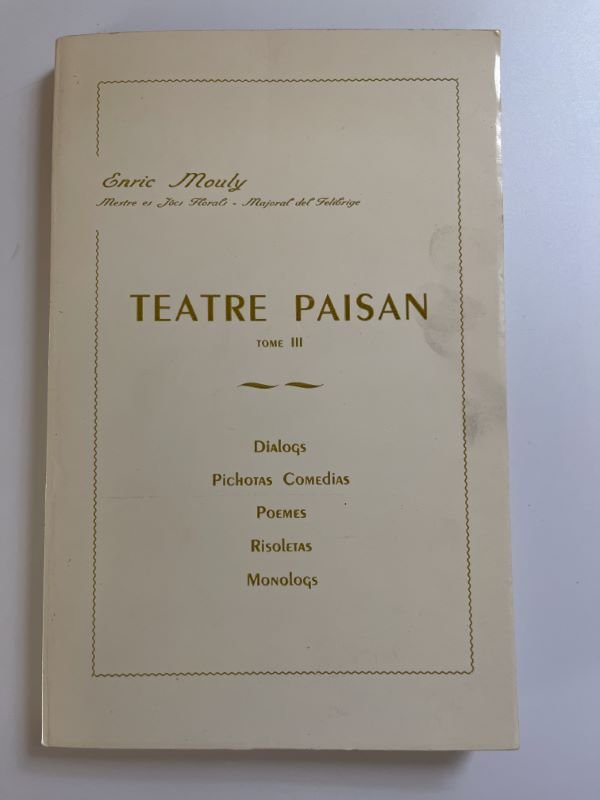 Enric Mouly
Mestre es Jòcs Florals - Majoral del Felibrige
TEATRE PAISAN
TOME III
Dialogs
Pichotas Comedias
Poemes
Risoletas
Monologs